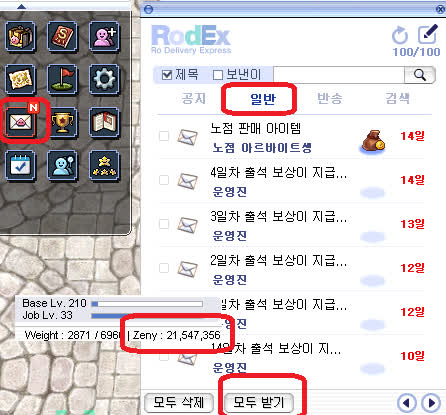 N
RodEx
Ro Delivery Express
100/100
제목 보낸이
공지 일반 반송 검색
노점 판매 아이템
노점 아르바이트생
14일
4일차 출석 보상이 지급...
운영진
14일
3일차 출석 보상이 지급...
운영진
13일
2일차 출석 보상이 지급...
운영진
12일
일차 출석 보상이 지급...
운영진
12일
14일차 출석 보상이 지...
운영진
10일
Base Lv. 210
Job Lv. 33
Weight : 2871 / 6960 | Zeny : 21,547,356
모두 삭제 모두 받기